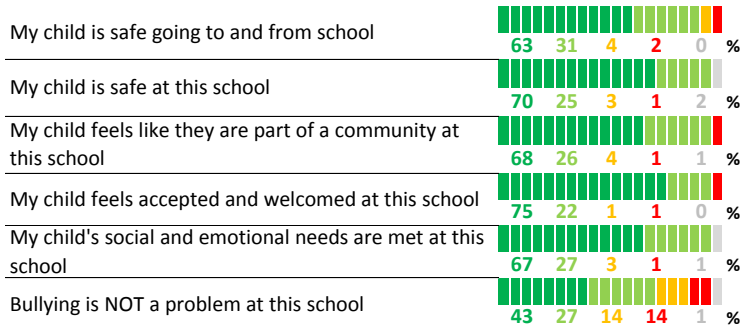 My child is safe going to and from school
63 31 4 2 0 %
My child is safe at this school
70 25 3 1 2 %
My child feels like they are part of a community at
this school
68 26 4 1 1 %
My child feels accepted and welcomed at this school
75 22 1 1 0 %
My child's social and emotional needs are met at this
school
67 27 3 1 1 %
Bullying is NOT a problem at this school
43 27 14 14 1 %